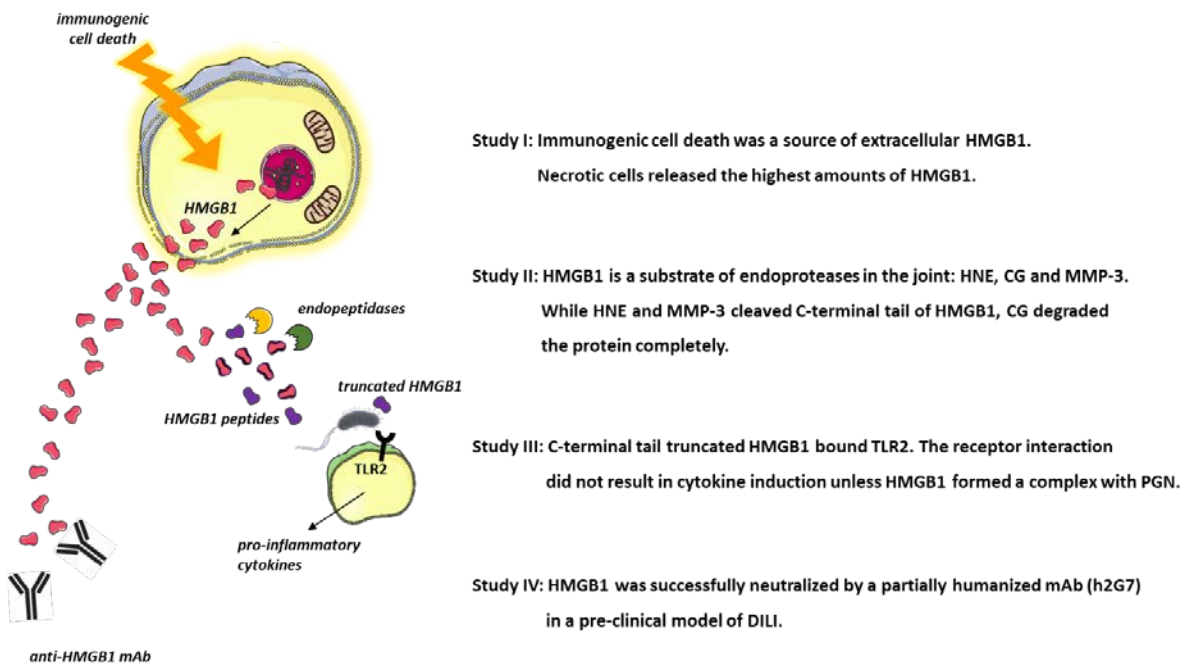 immunogenic
cell death
HMGB1
endopeptidases
truncated HMGB1
HMGB1 peptides
TLR2
pro-inflammatory
cytokines
anti-HMGB1 mAb
Study I: Immunogenic cell death was a source of extracellular HMGB1.
Necrotic cells released the highest amounts of HMGB1.
Study II: HMGB1 is a substrate of endoproteases in the joint: HNE, CG and MMP-3.
While HNE and MMP-3 cleaved C-terminal tail of HMGB1, CG degraded
the protein completely.
Study III: C-terminal tail truncated HMGB1 bound TLR2. The receptor interaction
did not result in cytokine induction unless HMGB1 formed a complex with PGN.
Study IV: HMGB1 was successfully neutralized by a partially humanized mAb (h2G7)
in a pre-clinical model of DILI.